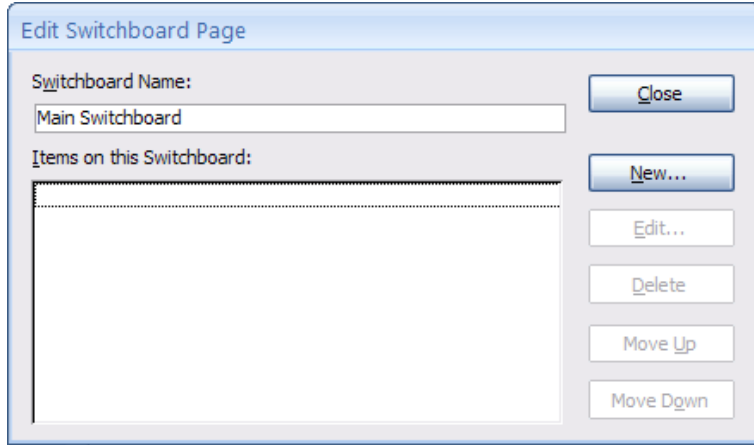 Edit Switchboard Page
Switchboard Name:
Close
Main Switchboard
Items on this Switchboard:
New...
Edit...
Delete
Move Up
Move Down